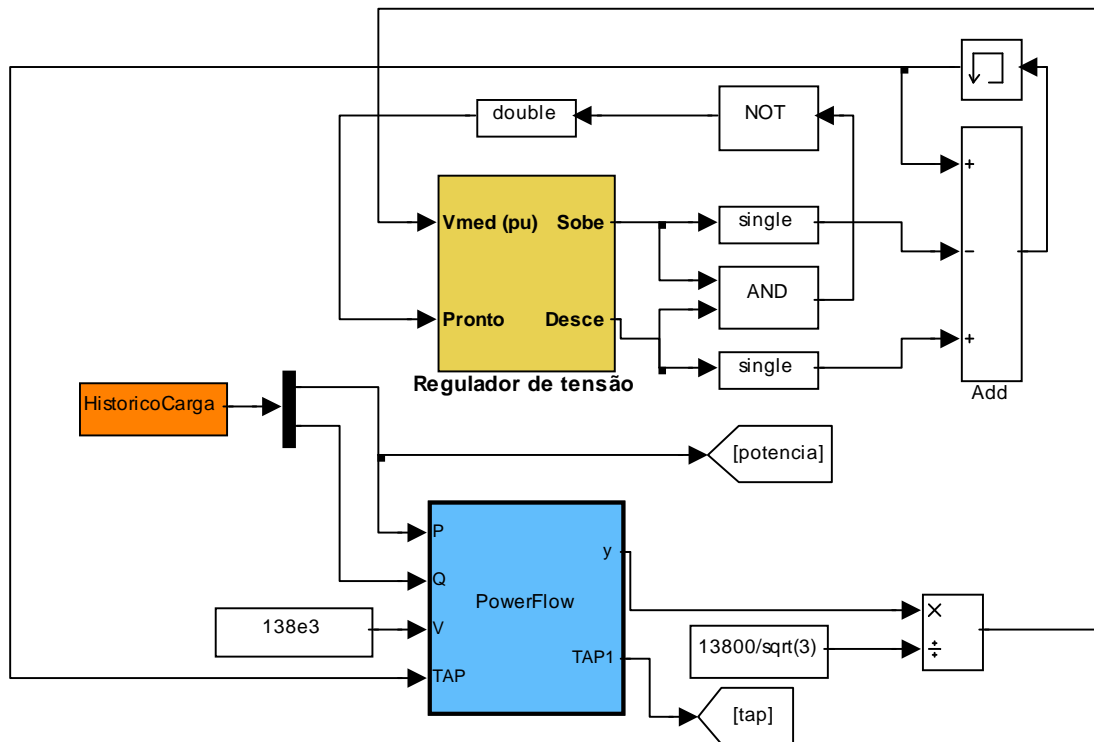 double
NOT
+
Vmed (pu)
Sobe
single
-
AND
Pronto
Desce
+
single
Regulador de tensão
Add
HistoricoCarga
[potencia]
P
y
Q
PowerFlow
×
138e3
V
13800/sqrt(3)
÷
TAP1
TAP
[tap]